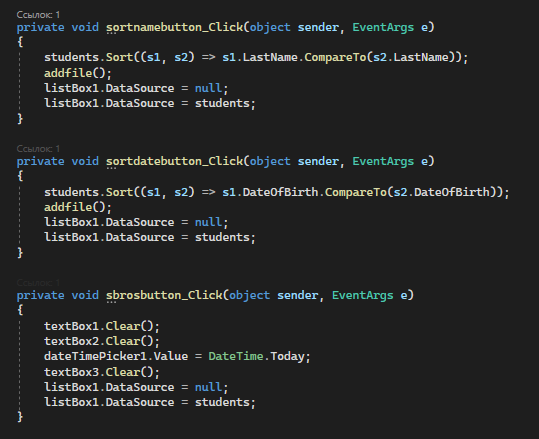 Ссылок: 1
private void sortnamebutton_Click(object sender, EventArgs e)
{
students.Sort((s1, s2) => s1.LastName.CompareTo(s2.LastName));
addfile();
listBox1.DataSource = null;
listBox1.DataSource = students;
}
Ссылок: 1
private void sortdatebutton_Click(object sender, EventArgs e)
{
students.Sort((s1, s2) => s1.DateOfBirth.CompareTo(s2.DateOfBirth));
addfile();
listBox1.DataSource = null;
listBox1.DataSource = students;
}
Ссылок: 1
private void sbrosbutton_Click(object sender, EventArgs e)
{
textBox1.Clear();
textBox2.Clear();
dateTimePicker1.Value = DateTime.Today;
textBox3.Clear();
listBox1.DataSource = null;
listBox1.DataSource = students;
}